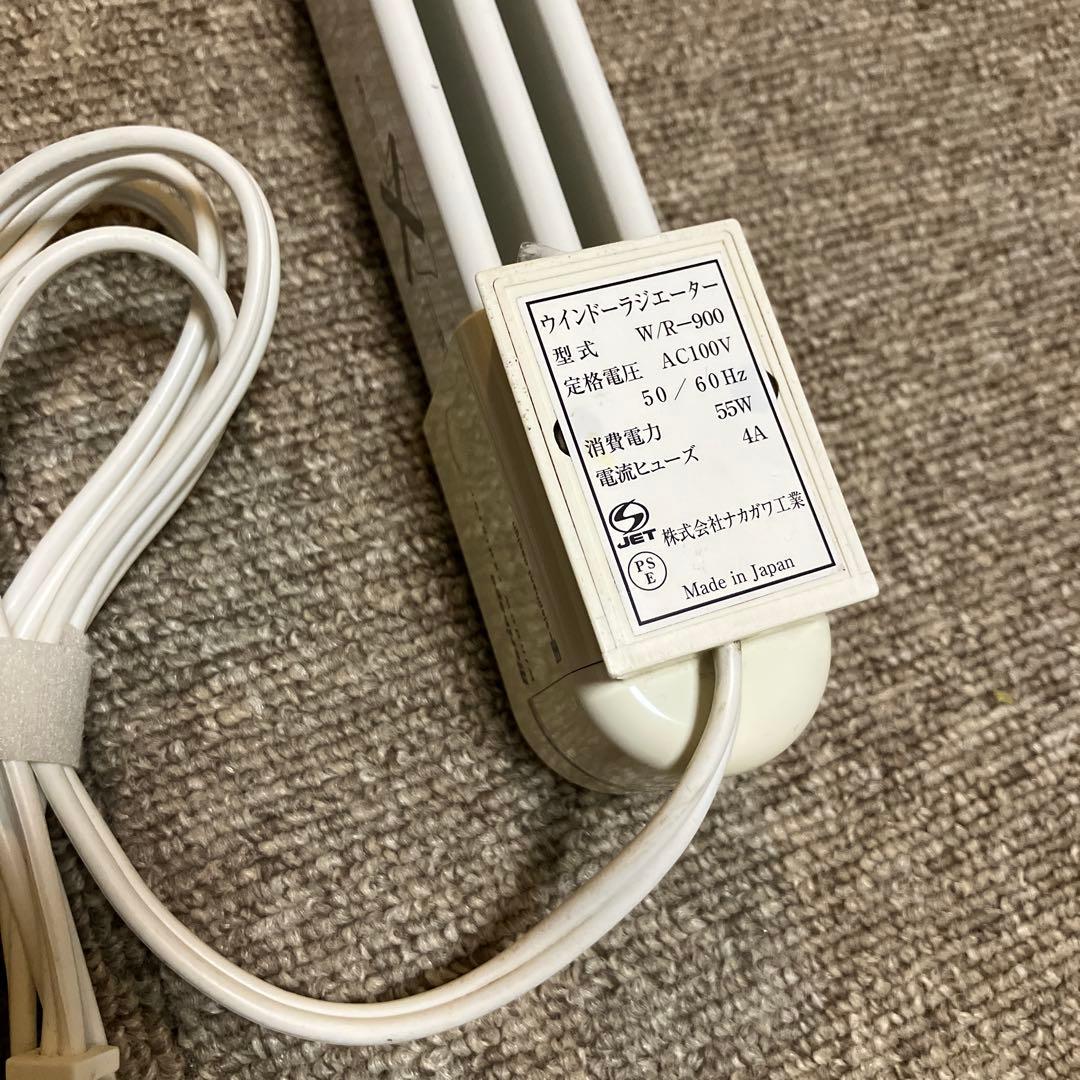 ウインドーラジエーター
型式 W/R-900
定格電圧 AC100V
50/60Hz
消費電力 55W
電流ヒューズ 4A
JET 株式会社ナカガワ工業
PS
E
Made in Japan